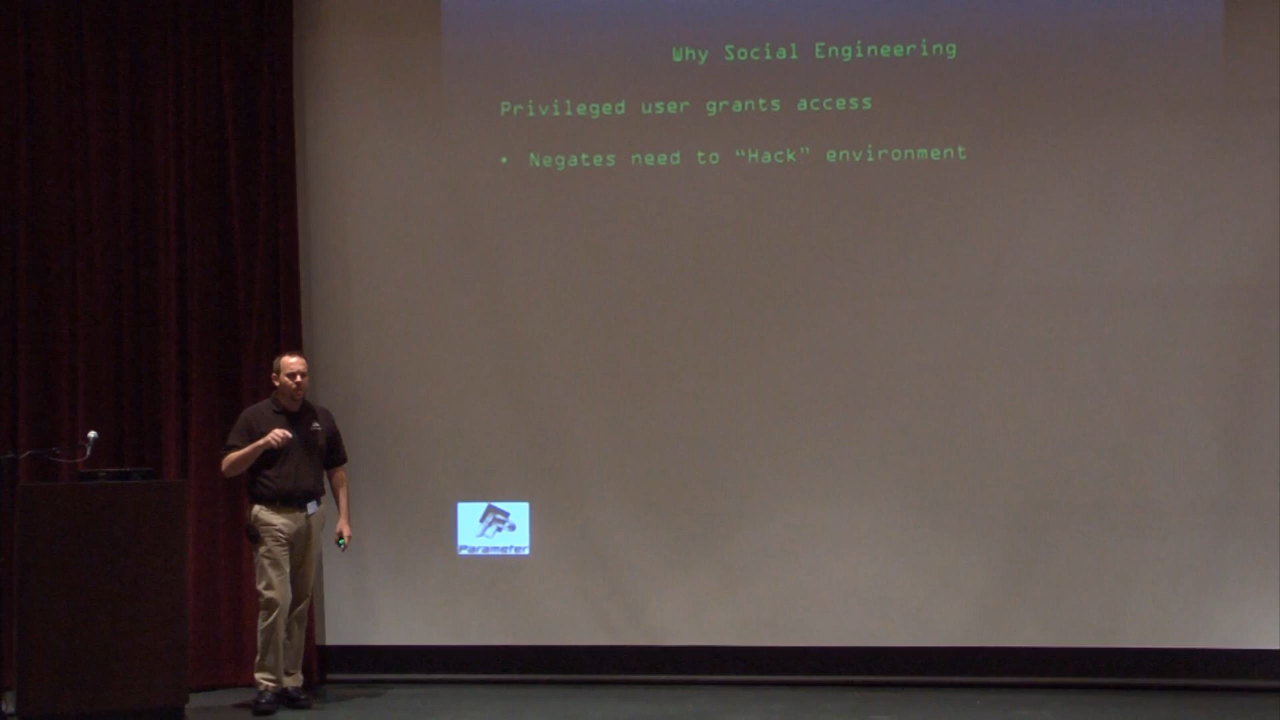 Why Social Engineering
Privileged user grants access
• Negates need to “Hack” environment
Parameter